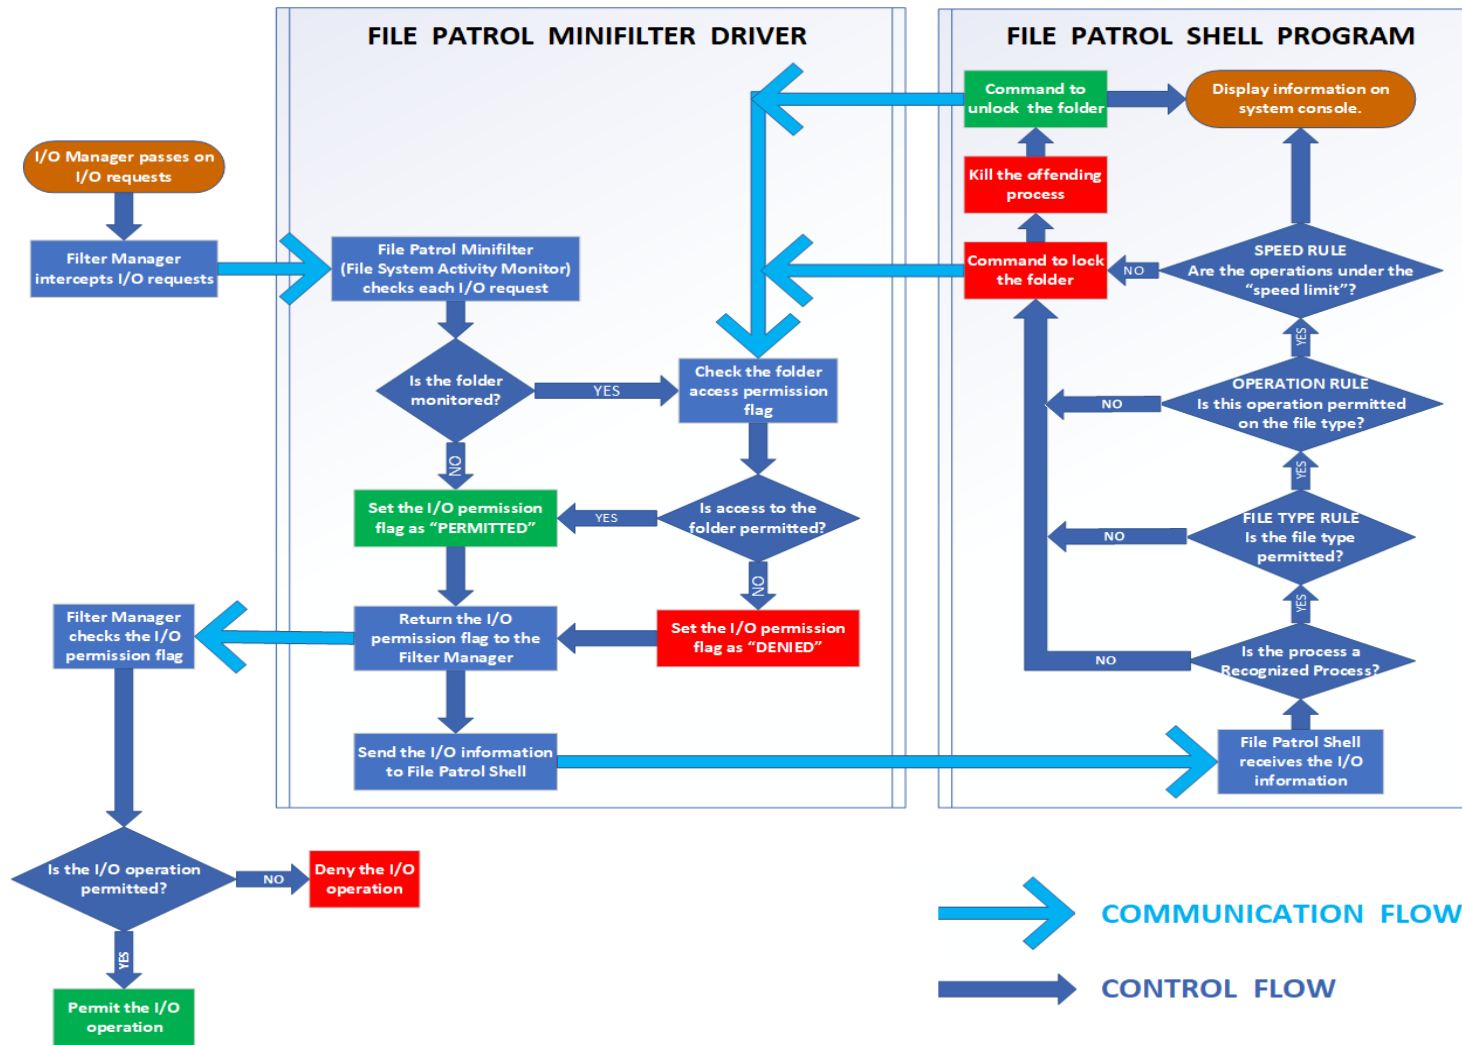 FILE PATROL MINIFILTER DRIVER
FILE PATROL SHELL PROGRAM
I/O Manager passes on
I/O requests
Filter Manager
intercepts I/O requests
File Patrol Minifilter
(File System Activity Monitor)
checks each I/O request
Is the folder
monitored?
YES
NO
Check the folder
access permission
flag
Is access to the
folder permitted?
YES
NO
Set the I/O permission
flag as “PERMITTED”
Set the I/O permission
flag as “DENIED”
Return the I/O
permission flag to the
Filter Manager
Send the I/O information
to File Patrol Shell
Filter Manager
checks the I/O
permission flag
Is the I/O operation
permitted?
NO
Deny the I/O
operation
YES
Permit the I/O
operation
Command to
unlock the folder
Display information on
system console.
Kill the offending
process
Command to lock
the folder
NO
SPEED RULE
Are the operations under the
“speed limit”?
YES
OPERATION RULE
Is this operation permitted
on the file type?
NO
YES
FILE TYPE RULE
Is the file type
permitted?
NO
YES
Is the process a
Recognized Process?
NO
File Patrol Shell
receives the I/O
information
COMMUNICATION FLOW
CONTROL FLOW